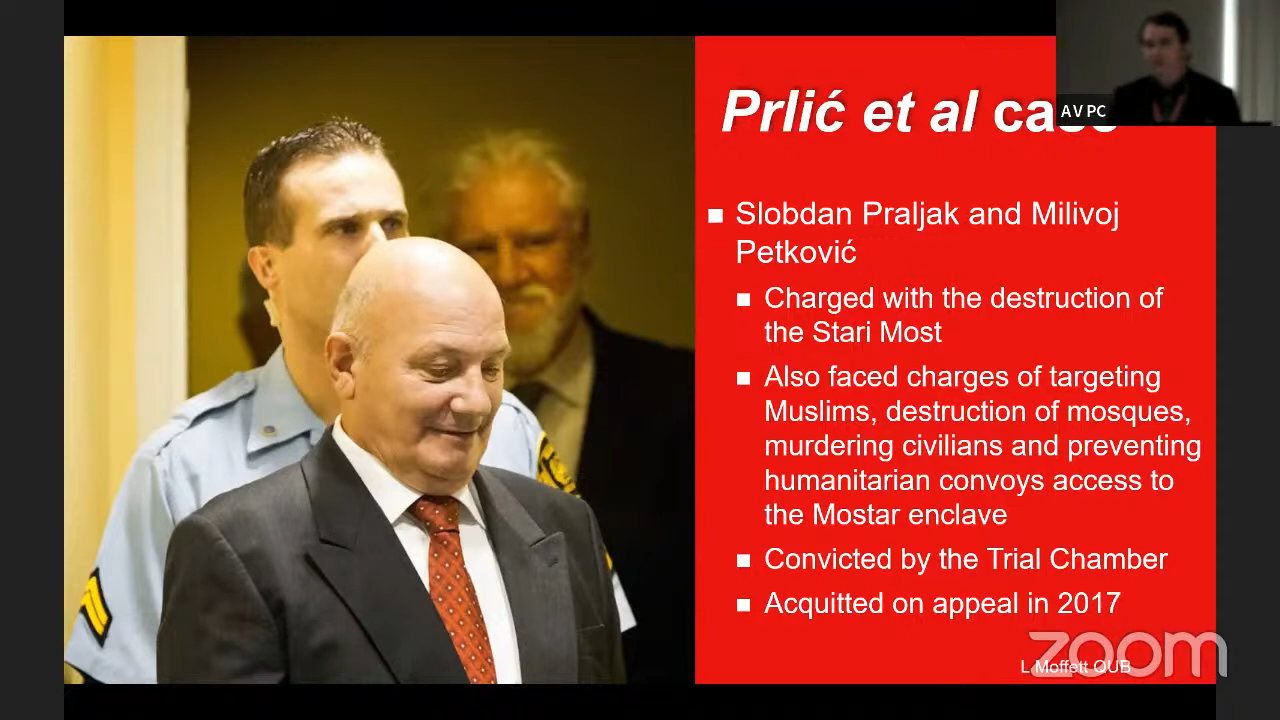 Prlić et al case
AV PC
■ Slobdan Praljak and Milivoj
Petković
■ Charged with the destruction of
the Stari Most
■ Also faced charges of targeting
Muslims, destruction of mosques,
murdering civilians and preventing
humanitarian convoys access to
the Mostar enclave
■ Convicted by the Trial Chamber
■ Acquitted on appeal in 2017
zoom
L Moffett QUB